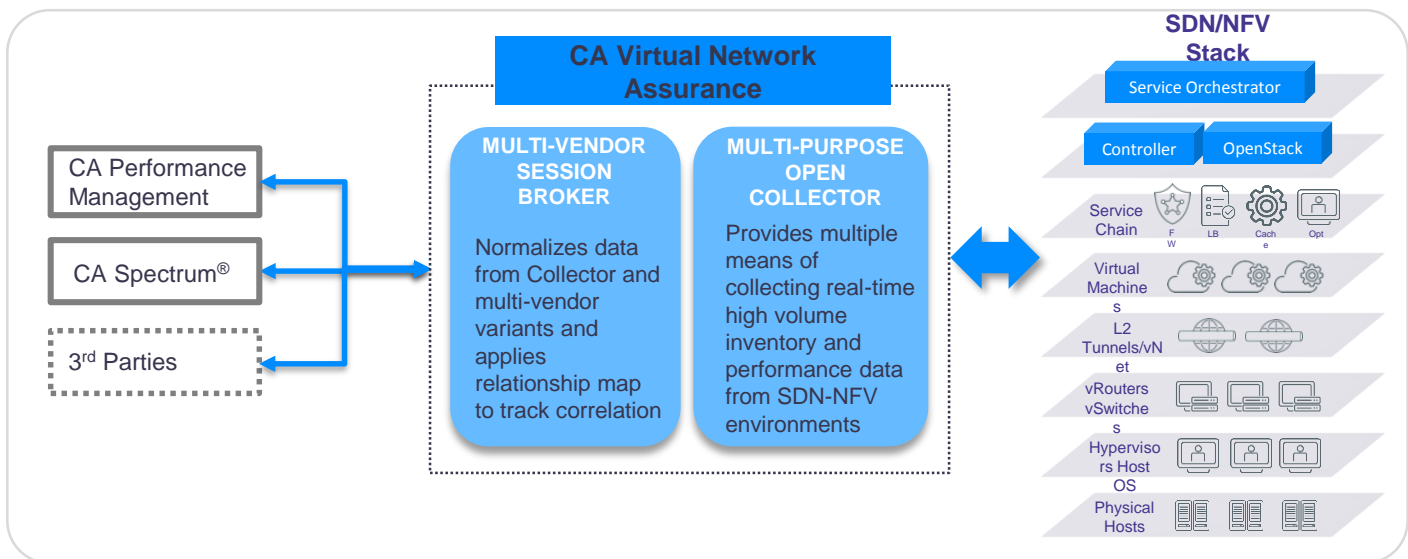 CA Performance
Management
CA Spectrum®
3rd Parties
CA Virtual Network
Assurance
MULTI-VENDOR
SESSION
BROKER
Normalizes data
from Collector and
multi-vendor
variants and
applies
relationship map
to track correlation
MULTI-PURPOSE
OPEN
COLLECTOR
Provides multiple
means of
collecting real-time
high volume
inventory and
performance data
from SDN-NFV
environments
SDN/NFV
Stack
Service Orchestrator
Controller
OpenStack
Service
Chain
F
W
LB
Cach
e
Opt
Virtual
Machine
s
L2
Tunnels/vN
et
vRouters
vSwitche
s
Hyperviso
rs Host
OS
Physical
Hosts